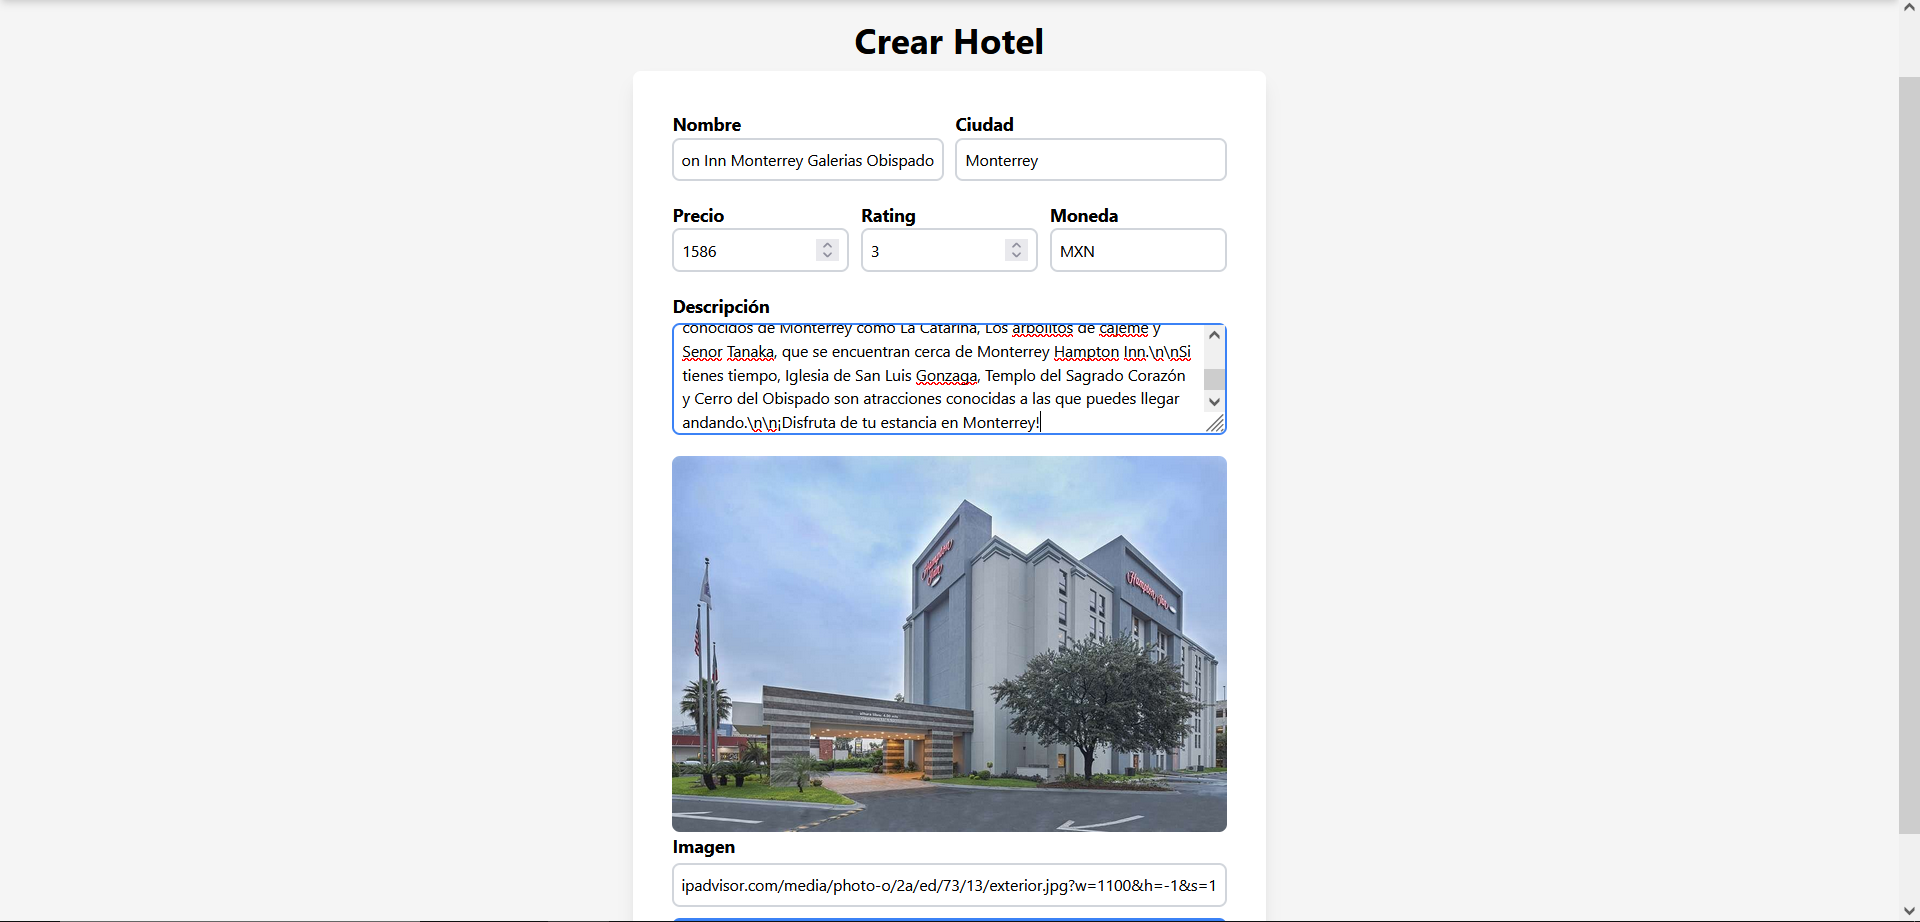 Crear Hotel
Nombre
Ciudad
on Inn Monterrey Galerias Obispado
Monterrey
Precio
Rating
Moneda
1586
3
MXN
Descripción
conocidos de Monterrey como La Catarina, Los arbolitos de cajeme y
Senor Tanaka, que se encuentran cerca de Monterrey Hampton Inn.\n\nSi
tienes tiempo, Iglesia de San Luis Gonzaga, Templo del Sagrado Corazón
y Cerro del Obispado son atracciones conocidas a las que puedes llegar
andando.\n\n¡Disfruta de tu estancia en Monterrey!
Hampton
Inn
Hampton Inn
Imagen
ipadvisor.com/media/photo-o/2a/ed/73/13/exterior.jpg?w=1100&h=-1&s=1